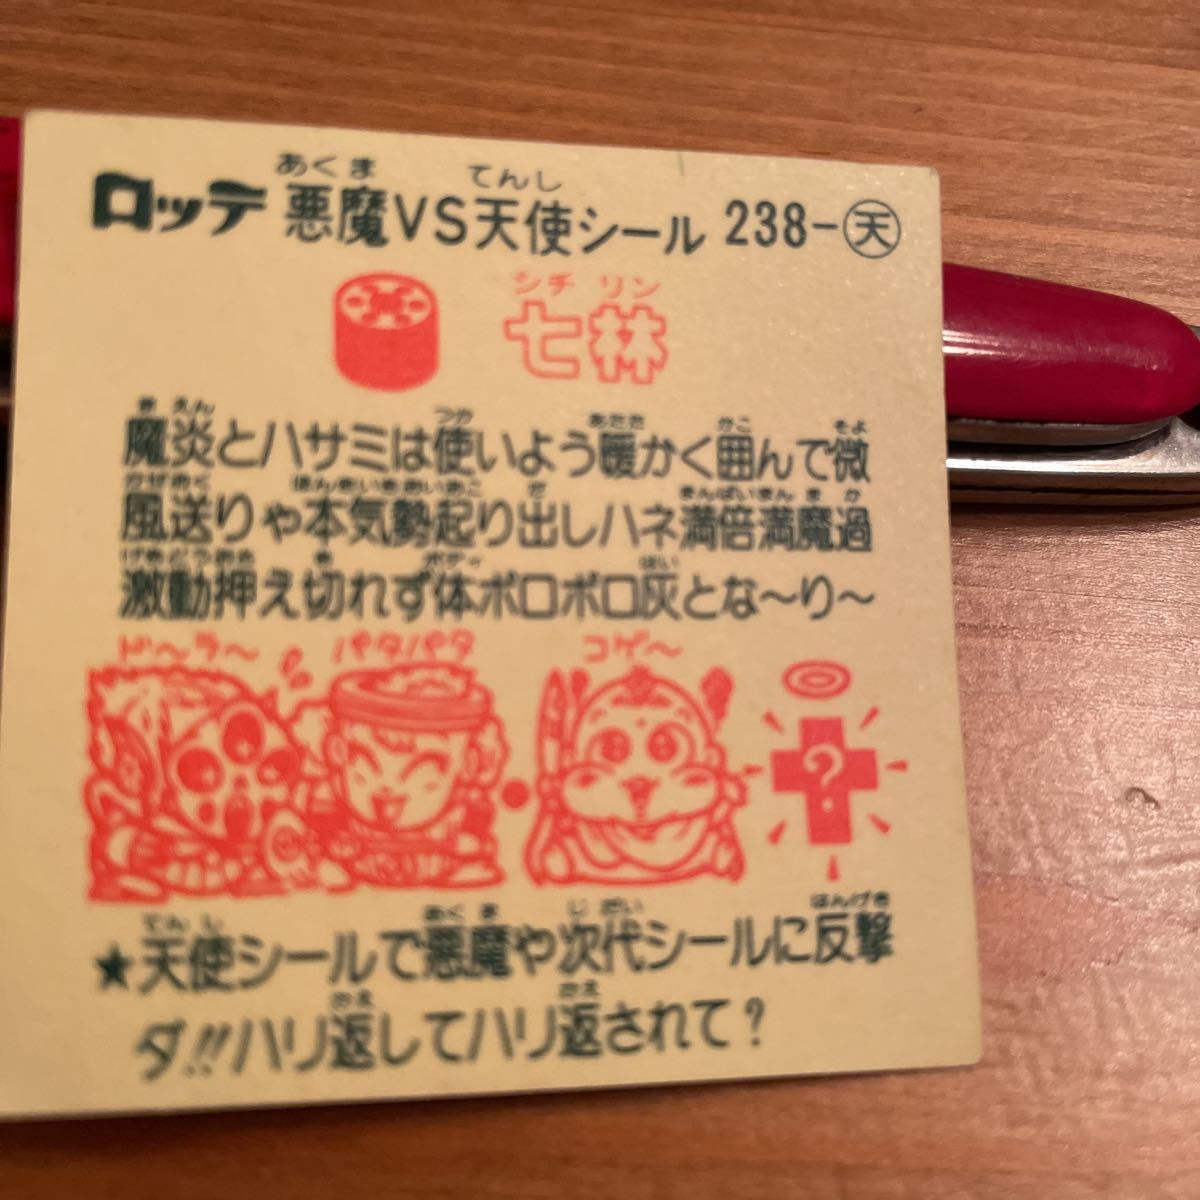 あくま てんし
ロッテ 悪魔VS天使シール 238-天
シチ リン
七林
ま えん つか あたた かこ そよ
魔炎とハサミは使いよう暖かく囲んで微
かぜおく ほんきいきおいおこ だ まんばいまん ま か
風送りゃ本気勢起り出しハネ満倍満魔過
げきどうおさ き ボディ はい
激動押え切れず体ボロボロ灰とな〜り〜
ド〜ラ〜 パタパタ コゲ〜
?
てん し あく ま じ だい はんげき
★天使シールで悪魔や次代シールに反撃
かえ かえ
ダ!!ハリ返してハリ返されて?